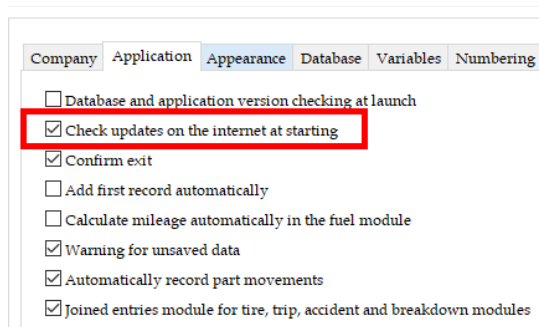 Company Application Appearance Database Variables Numbering
Database and application version checking at launch
Check updates on the internet at starting
Confirm exit
Add first record automatically
Calculate mileage automatically in the fuel module
Warning for unsaved data
Automatically record part movements
Joined entries module for tire, trip, accident and breakdown modules